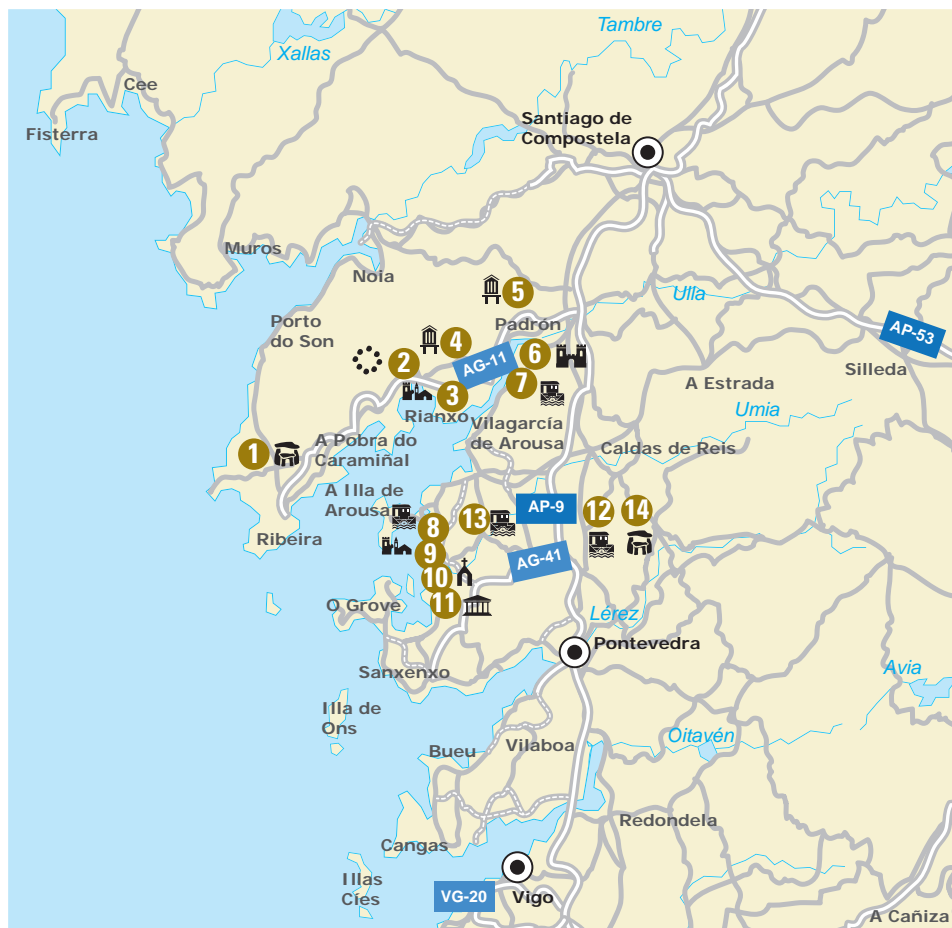 Tambre
Xallas
Cee
Fisterra
Santiago de
Compostela
Muros
Noia
5
Ulla
Porto
do Son
Padrón
4
2
6
AG-11
AP-53
7
Silleda
3
A Estrada
Rianxo
Umia
Vilagarcía
de Arousa
A Pobra do
Caramiñal
1
Caldas de Reis
A Illa de
Arousa
AP-9
12
14
13
8
Ribeira
9
AG-41
10
O Grove
11
Lérez
Pontevedra
Sanxenxo
Avia
Illa de
Ons
Oitavén
Bueu
Vilaboa
Redondela
Cangas
Illas
Cíes
VG-20
Vigo
A Cañiza